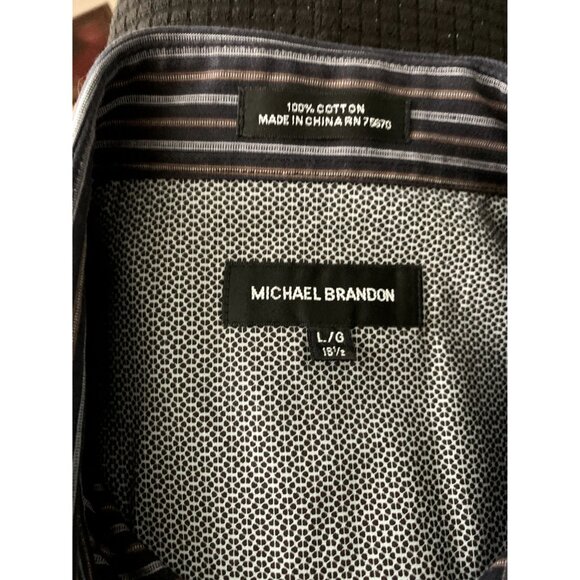 100% COTTON
MADE IN CHINA RN 75670
MICHAEL BRANDON
L/G
16½